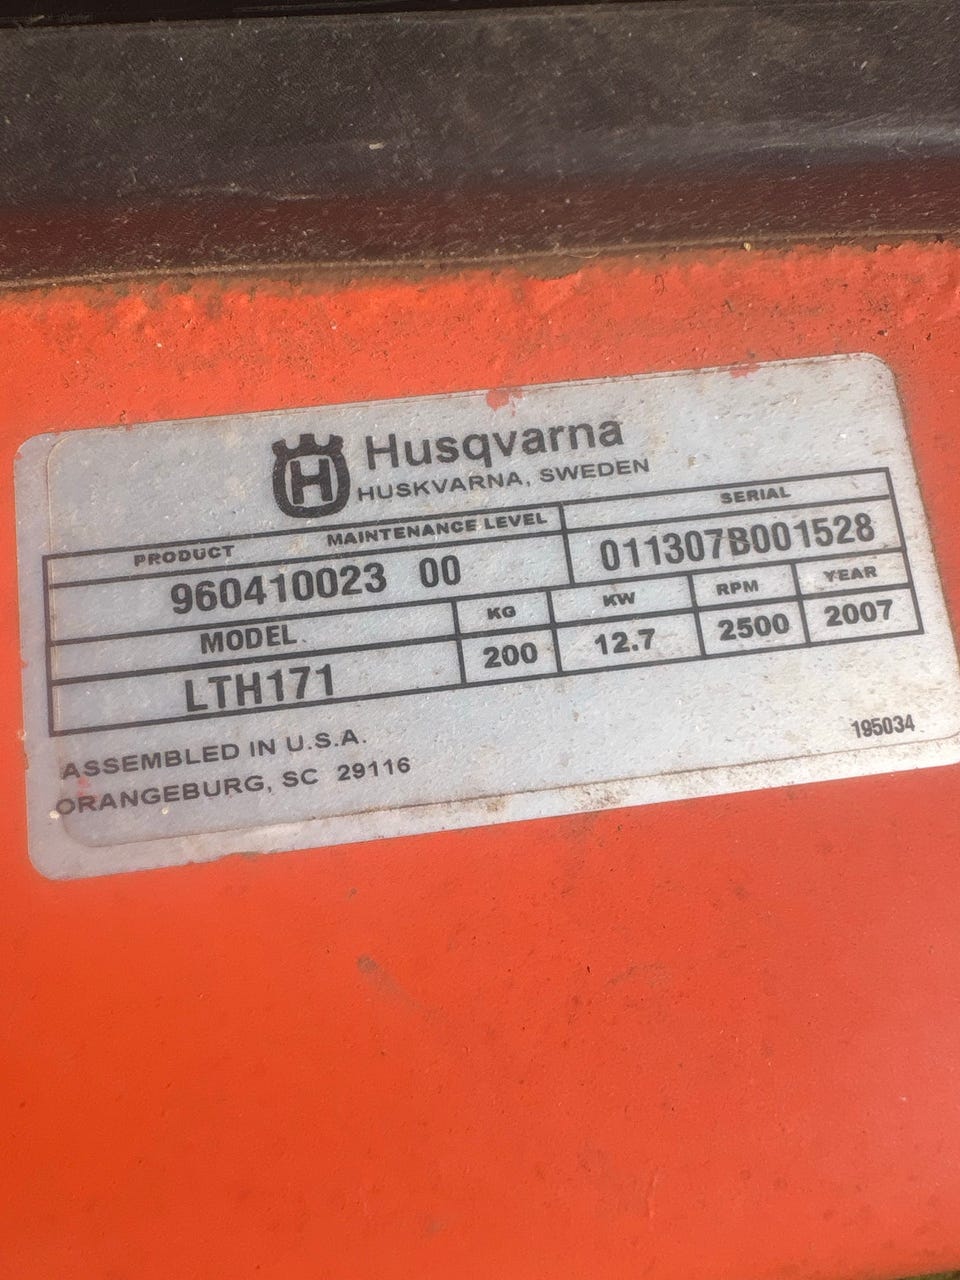 H Husqvarna
HUSKVARNA, SWEDEN
PRODUCT MAINTENANCE LEVEL SERIAL
960410023 00 011307B001528
MODEL KG KW RPM YEAR
LTH171 200 12.7 2500 2007
ASSEMBLED IN U.S.A.
ORANGEBURG, SC 29116
195034